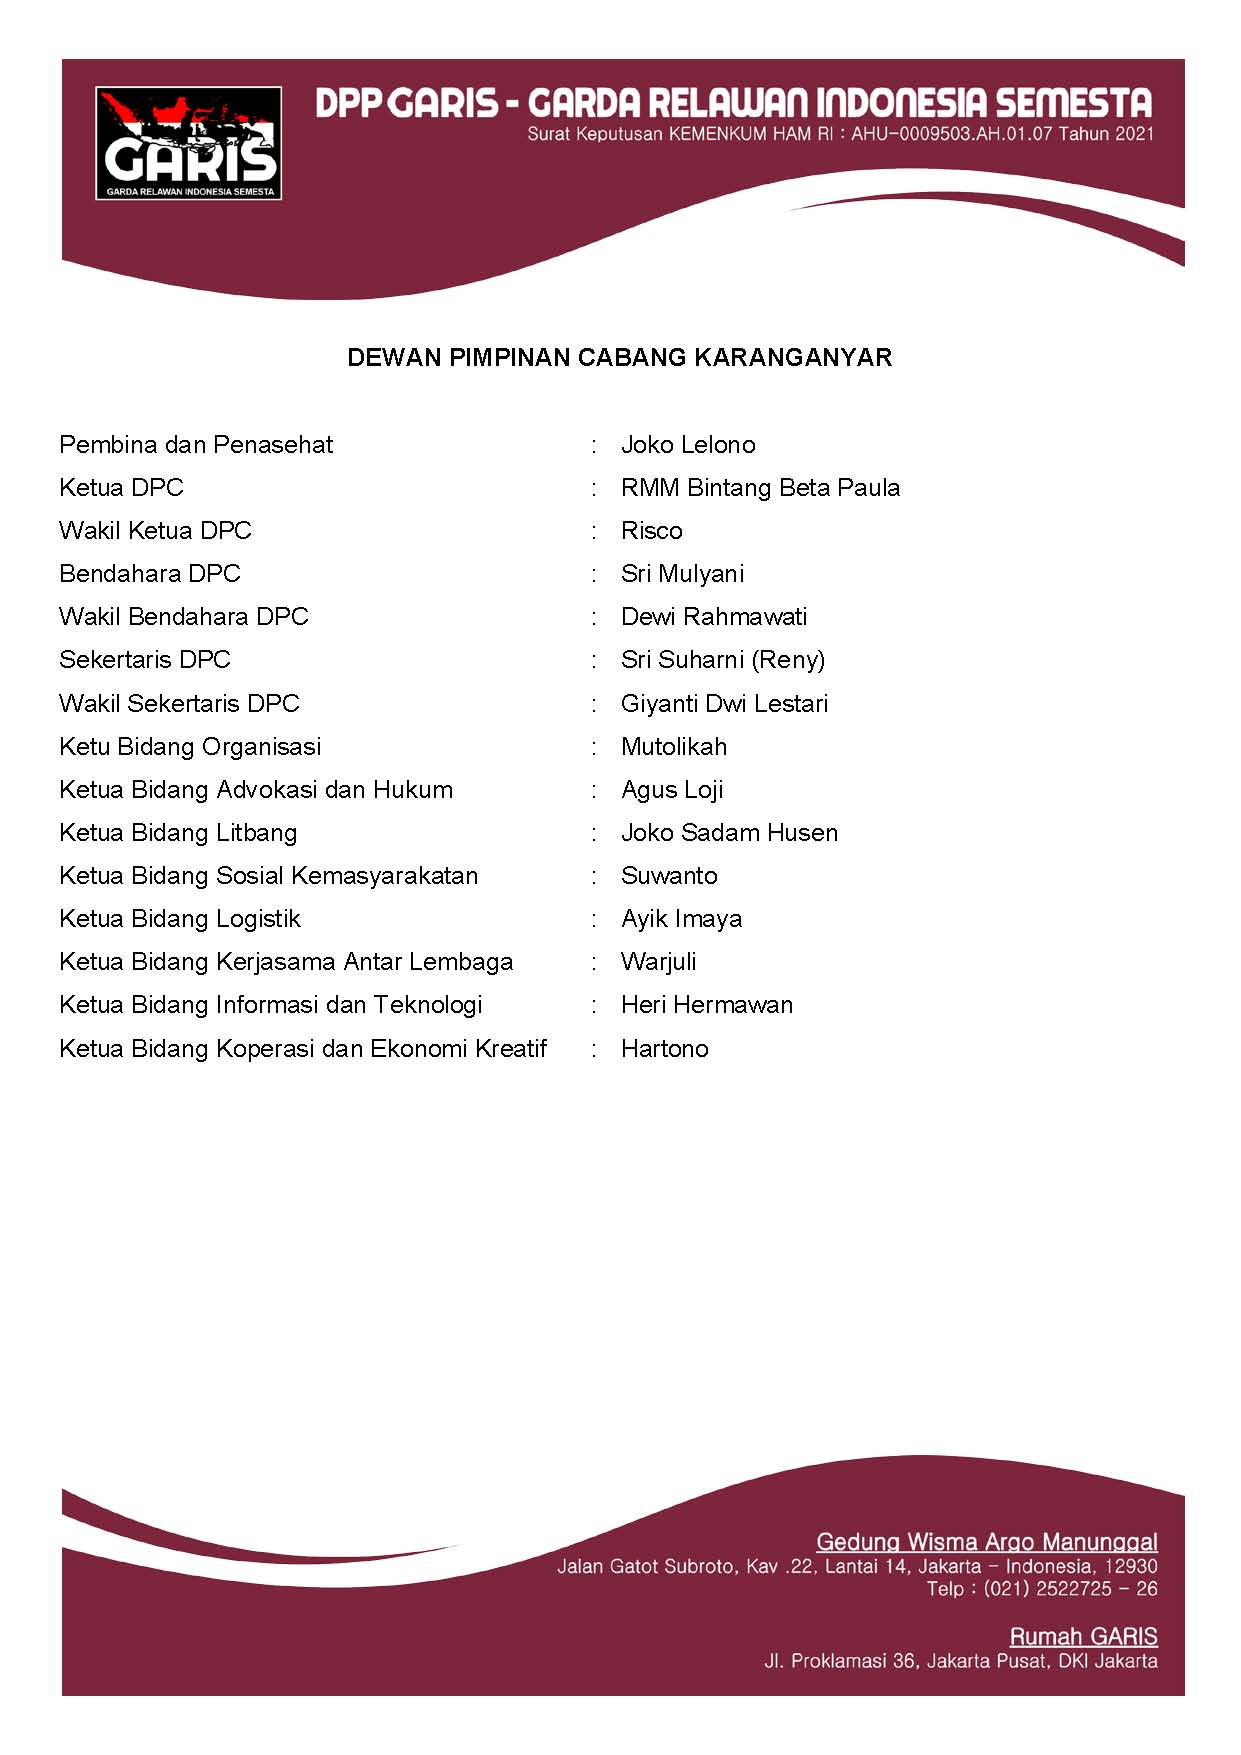 GARIS
GARDA RELAWAN INDONESIA SEMESTA
DPP GARIS - GARDA RELAWAN INDONESIA SEMESTA
Surat Keputusan KEMENKUM HAM RI : AHU-0009503.AH.01.07 Tahun 2021
DEWAN PIMPINAN CABANG KARANGANYAR
Pembina dan Penasehat : Joko Lelono
Ketua DPC : RMM Bintang Beta Paula
Wakil Ketua DPC : Risco
Bendahara DPC : Sri Mulyani
Wakil Bendahara DPC : Dewi Rahmawati
Sekertaris DPC : Sri Suharni (Reny)
Wakil Sekertaris DPC : Giyanti Dwi Lestari
Ketu Bidang Organisasi : Mutolikah
Ketua Bidang Advokasi dan Hukum : Agus Loji
Ketua Bidang Litbang : Joko Sadam Husen
Ketua Bidang Sosial Kemasyarakatan : Suwanto
Ketua Bidang Logistik : Ayik Imaya
Ketua Bidang Kerjasama Antar Lembaga : Warjuli
Ketua Bidang Informasi dan Teknologi : Heri Hermawan
Ketua Bidang Koperasi dan Ekonomi Kreatif : Hartono
Gedung Wisma Argo Manunggal
Jalan Gatot Subroto, Kav .22, Lantai 14, Jakarta - Indonesia, 12930
Telp : (021) 2522725 - 26
Rumah GARIS
Jl. Proklamasi 36, Jakarta Pusat, DKI Jakarta